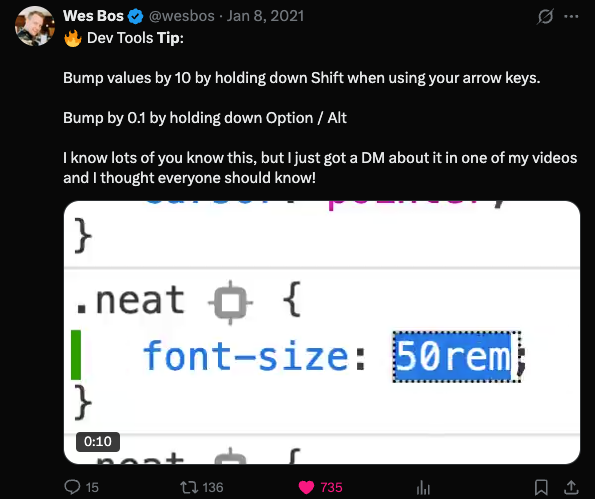 Wes Bos @wesbos · Jan 8, 2021
🔥 Dev Tools Tip:
Bump values by 10 by holding down Shift when using your arrow keys.
Bump by 0.1 by holding down Option / Alt
I know lots of you know this, but I just got a DM about it in one of my videos
and I thought everyone should know!
cursor: pointer;
}
.neat {
font-size: 50rem;
}
0:10
.neat {
15 136 735